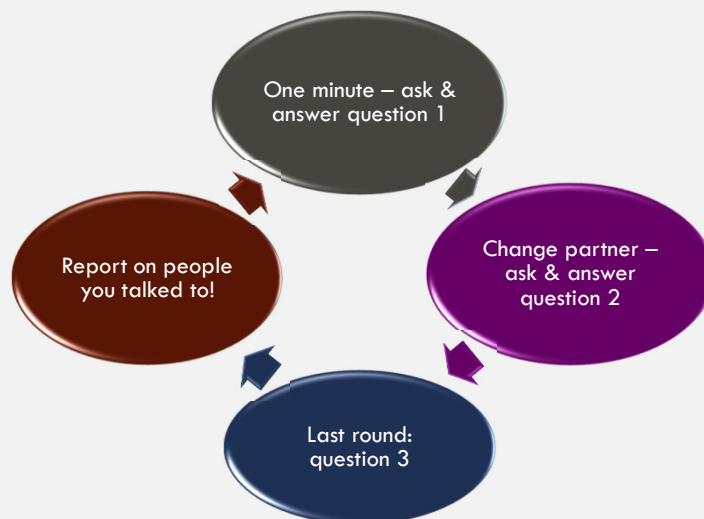 One minute – ask &
answer question 1
Change partner –
ask & answer
question 2
Last round:
question 3
Report on people
you talked to!